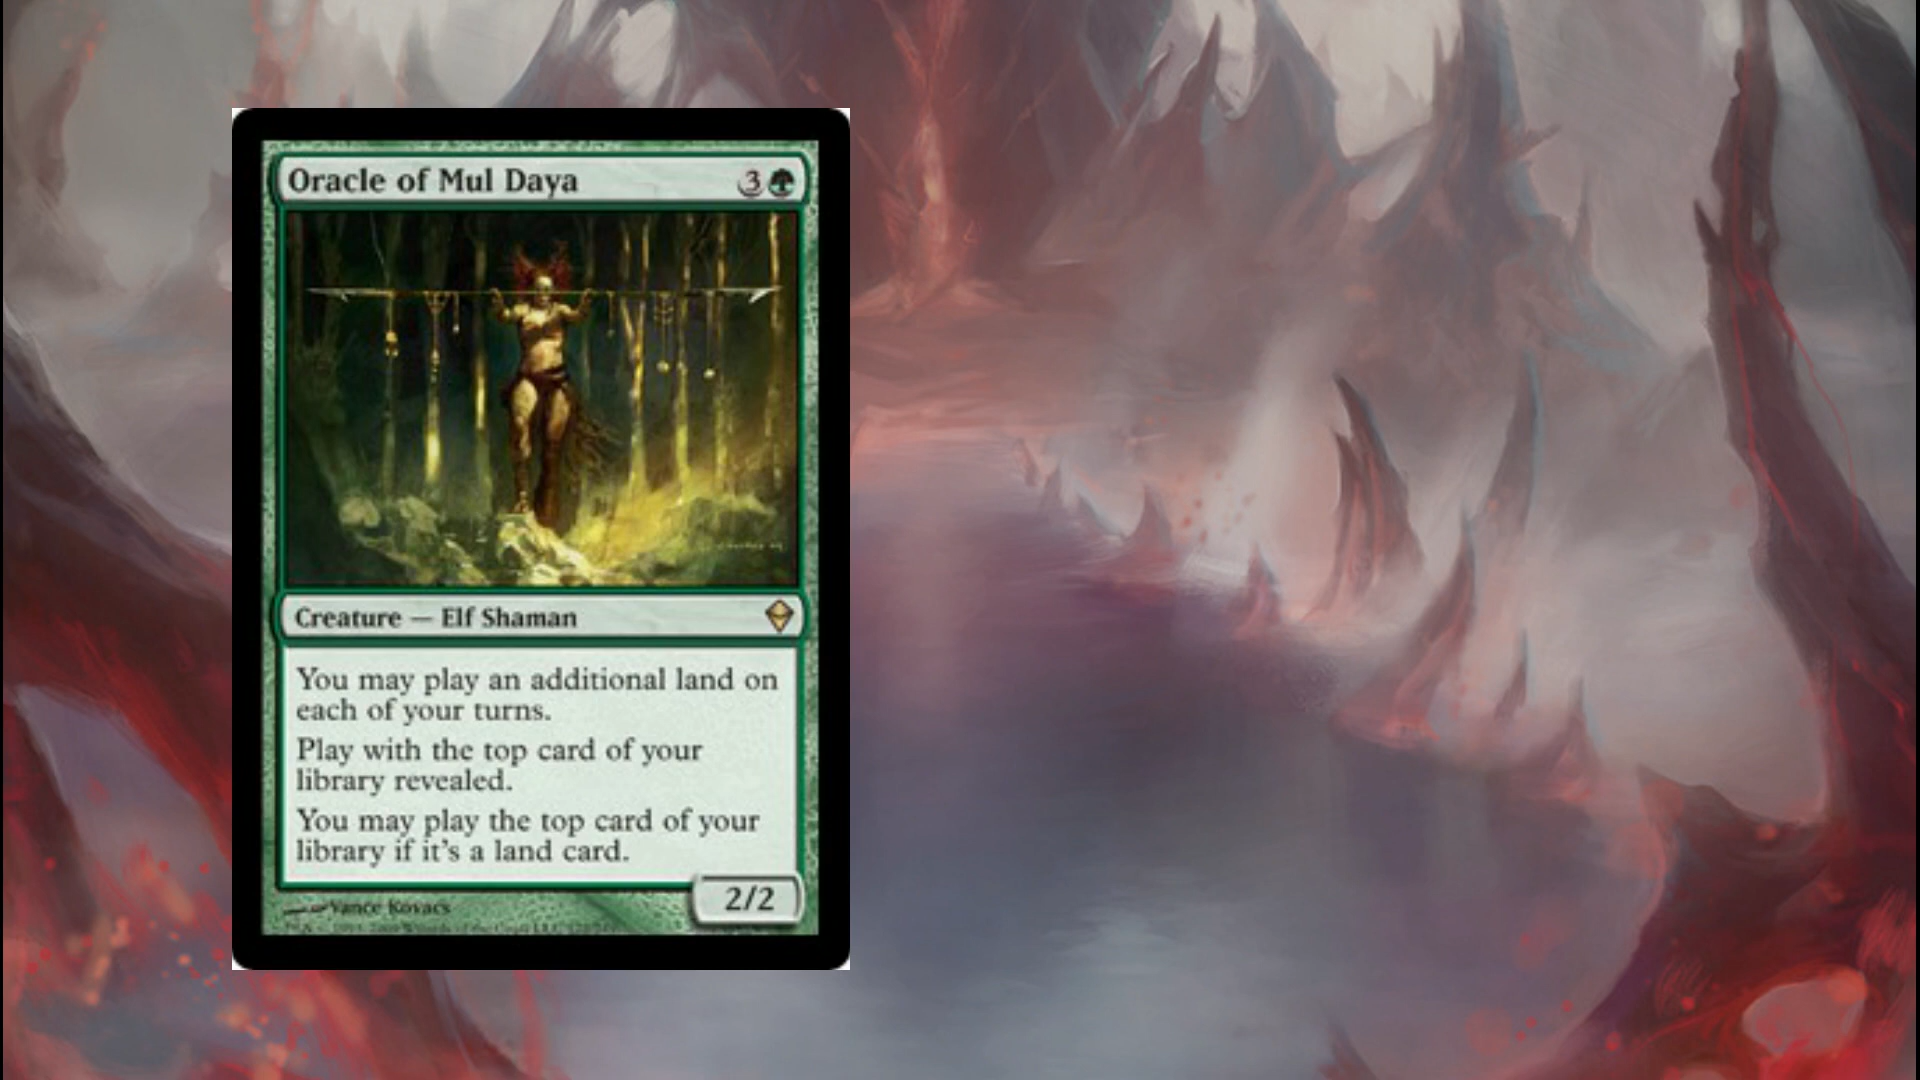 Oracle of Mul Daya 3
Creature — Elf Shaman
You may play an additional land on
each of your turns.
Play with the top card of your
library revealed.
You may play the top card of your
library if it's a land card.
2/2
Vance Kovacs